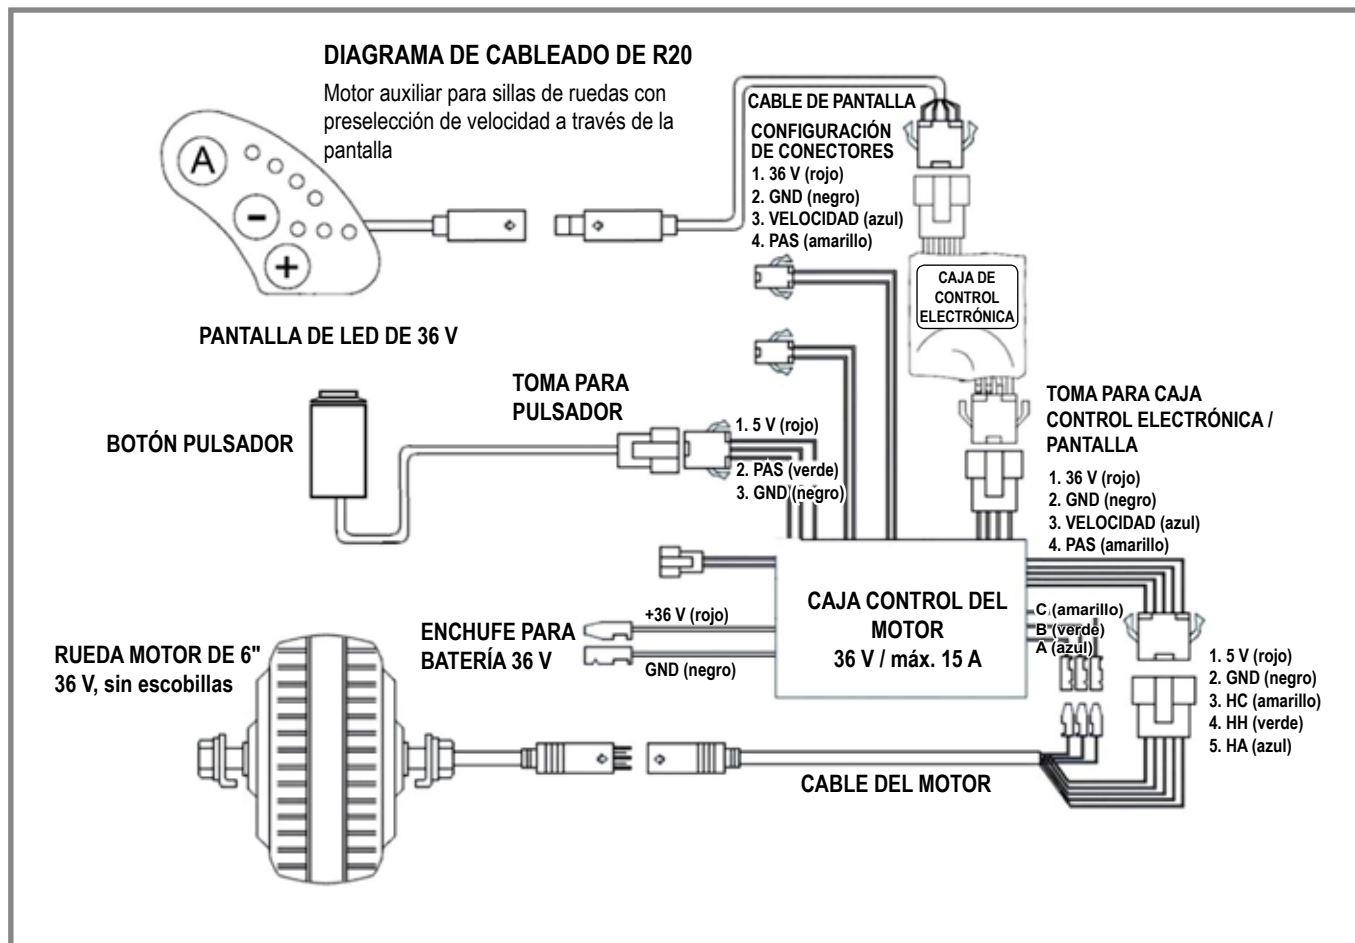 DIAGRAMA DE CABLEADO DE R20
Motor auxiliar para sillas de ruedas con
preselección de velocidad a través de la
pantalla
A
-
+
PANTALLA DE LED DE 36 V
CABLE DE PANTALLA
CONFIGURACIÓN
DE CONECTORES
1. 36 V (rojo)
2. GND (negro)
3. VELOCIDAD (azul)
4. PAS (amarillo)
CAJA DE
CONTROL
ELECTRÓNICA
BOTÓN PULSADOR
TOMA PARA
PULSADOR
1. 5 V (rojo)
2. PAS (verde)
3. GND (negro)
TOMA PARA CAJA
CONTROL ELECTRÓNICA /
PANTALLA
1. 36 V (rojo)
2. GND (negro)
3. VELOCIDAD (azul)
4. PAS (amarillo)
CAJA CONTROL DEL
MOTOR
36 V / máx. 15 A
ENCHUFE PARA
BATERÍA 36 V
+36 V (rojo)
GND (negro)
C (amarillo)
B (verde)
A (azul)
1. 5 V (rojo)
2. GND (negro)
3. HC (amarillo)
4. HH (verde)
5. HA (azul)
RUEDA MOTOR DE 6"
36 V, sin escobillas
CABLE DEL MOTOR